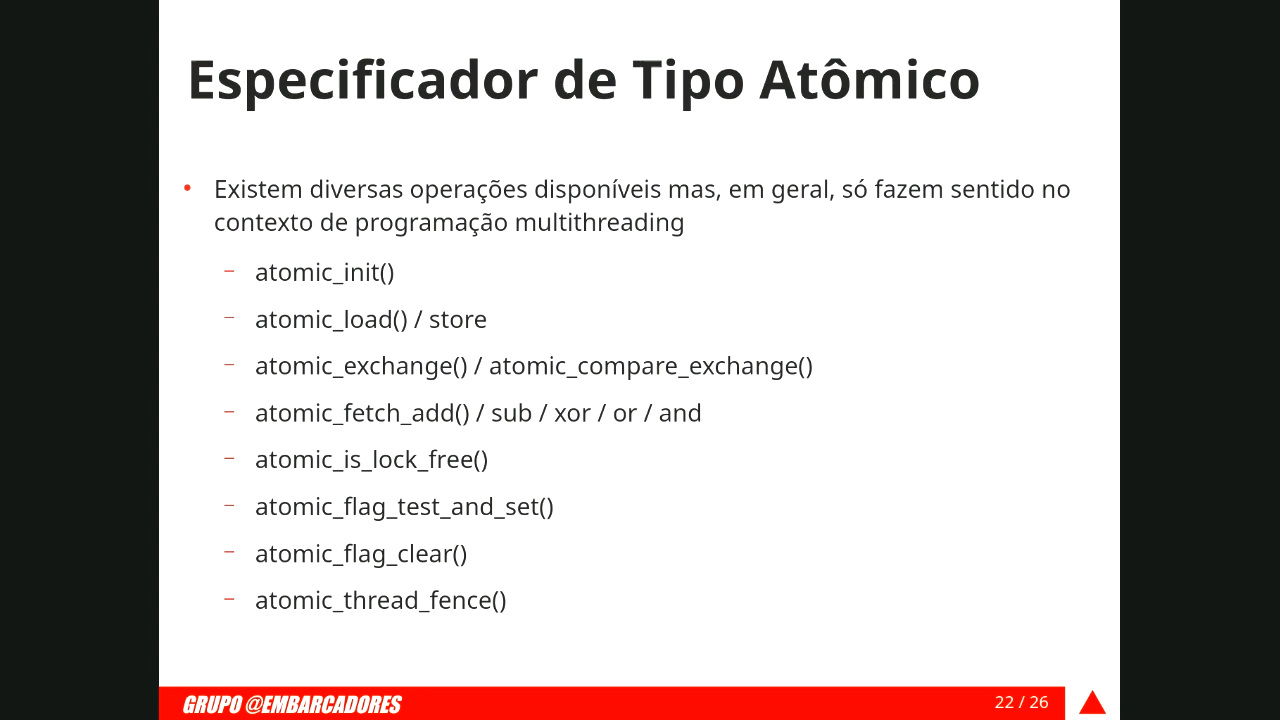 Especificador de Tipo Atômico
• Existem diversas operações disponíveis mas, em geral, só fazem sentido no
contexto de programação multithreading
– atomic_init()
– atomic_load() / store
– atomic_exchange() / atomic_compare_exchange()
– atomic_fetch_add() / sub / xor / or / and
– atomic_is_lock_free()
– atomic_flag_test_and_set()
– atomic_flag_clear()
– atomic_thread_fence()
GRUPO @EMBARCADORES
22 / 26